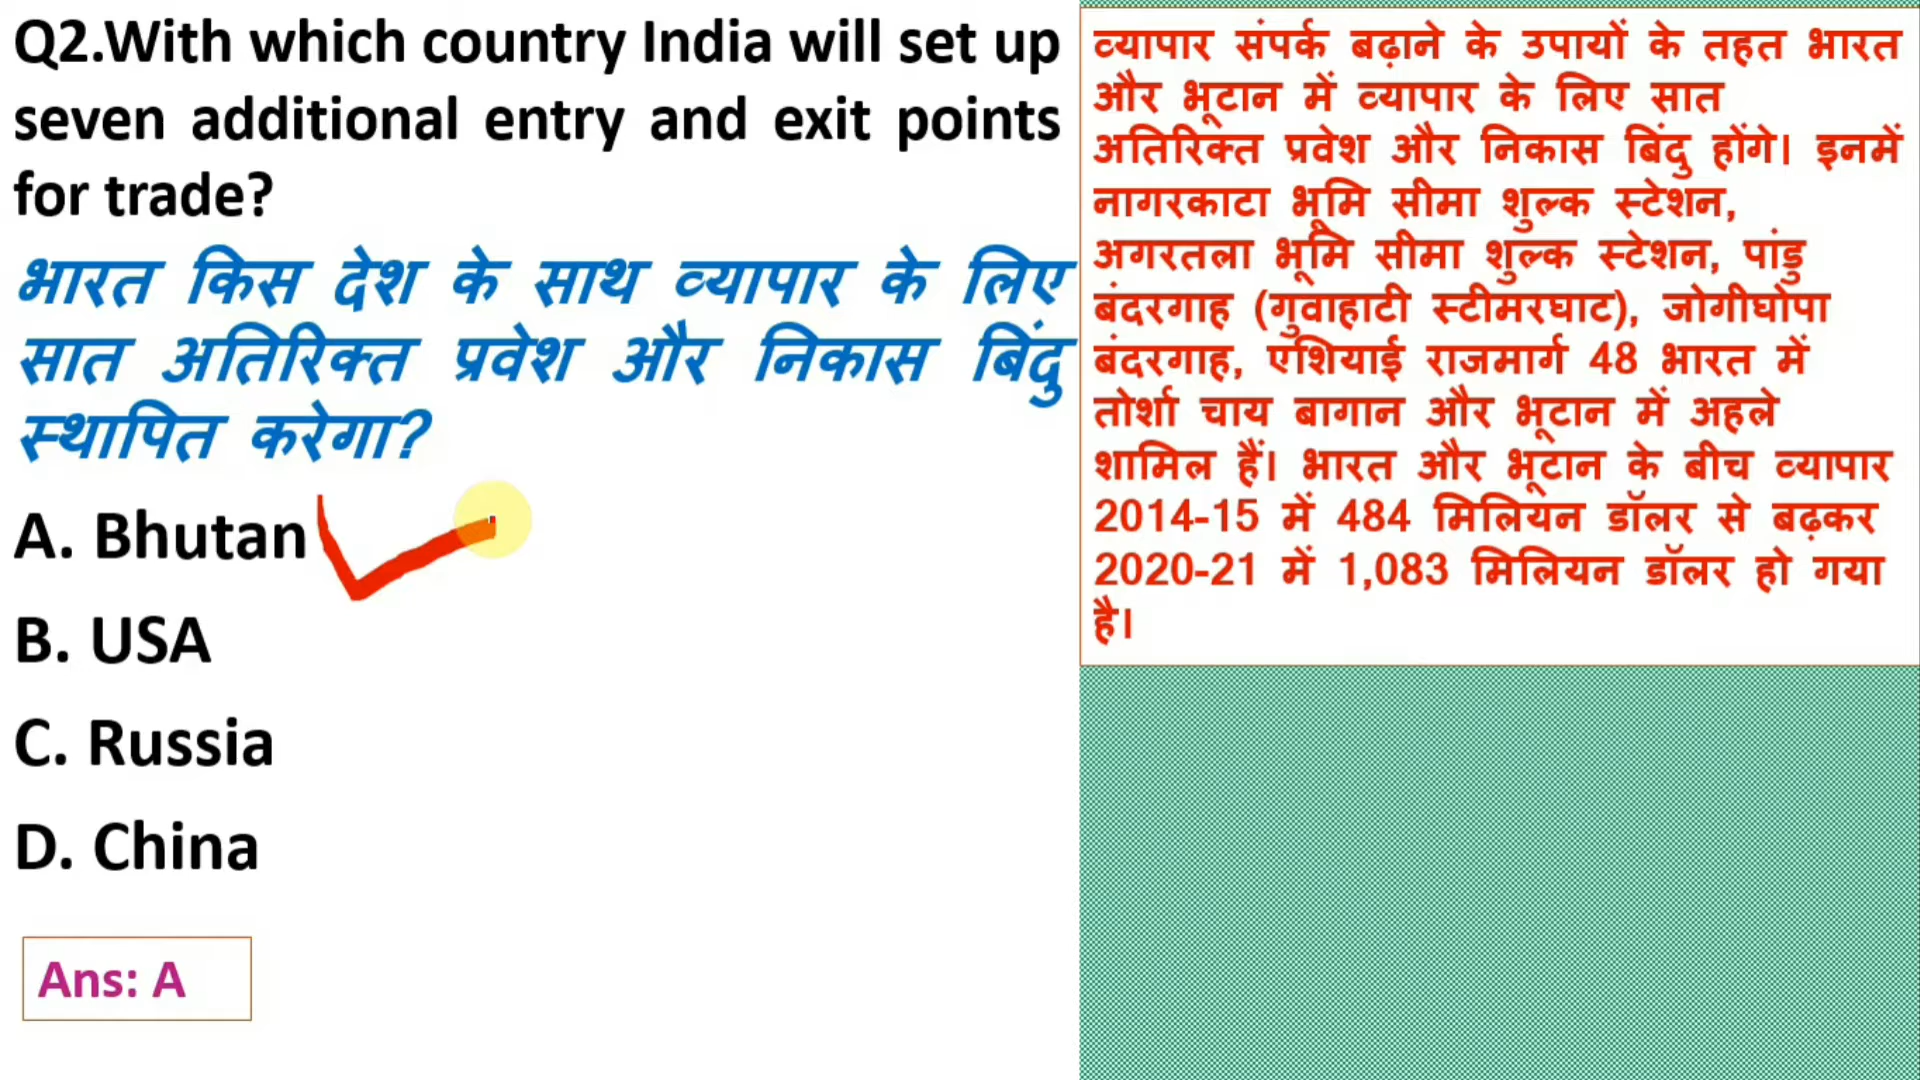 Q2.With which country India will set up
seven additional entry and exit points
for trade?
भारत किस देश के साथ व्यापार के लिए
सात अतिरिक्त प्रवेश और निकास बिंदु
स्थापित करेगा?
A. Bhutan
B. USA
C. Russia
D. China
Ans: A
व्यापार संपर्क बढ़ाने के उपायों के तहत भारत
और भूटान में व्यापार के लिए सात
अतिरिक्त प्रवेश और निकास बिंदु होंगे। इनमें
नागरकाटा भूमि सीमा शुल्क स्टेशन,
अगरतला भूमि सीमा शुल्क स्टेशन, पांडु
बंदरगाह (गुवाहाटी स्टीमरघाट), जोगीघोपा
बंदरगाह, एशियाई राजमार्ग 48 भारत में
तोर्शा चाय बागान और भूटान में अहले
शामिल हैं। भारत और भूटान के बीच व्यापार
2014-15 में 484 मिलियन डॉलर से बढ़कर
2020-21 में 1,083 मिलियन डॉलर हो गया
है।